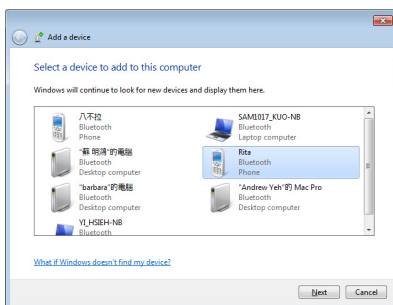 Add a device
Select a device to add to this computer
Windows will continue to look for new devices and display them here.
八不拉
Bluetooth
Phone
SAM1017_KUO-NB
Bluetooth
Laptop computer
"蘇 明鴻"的電腦
Bluetooth
Desktop computer
Rita
Bluetooth
Phone
"barbara"的電腦
Bluetooth
Desktop computer
"Andrew Yeh"的 Mac Pro
Bluetooth
Desktop computer
YI_HSIEH-NB
Bluetooth
What if Windows doesn't find my device?
Next
Cancel